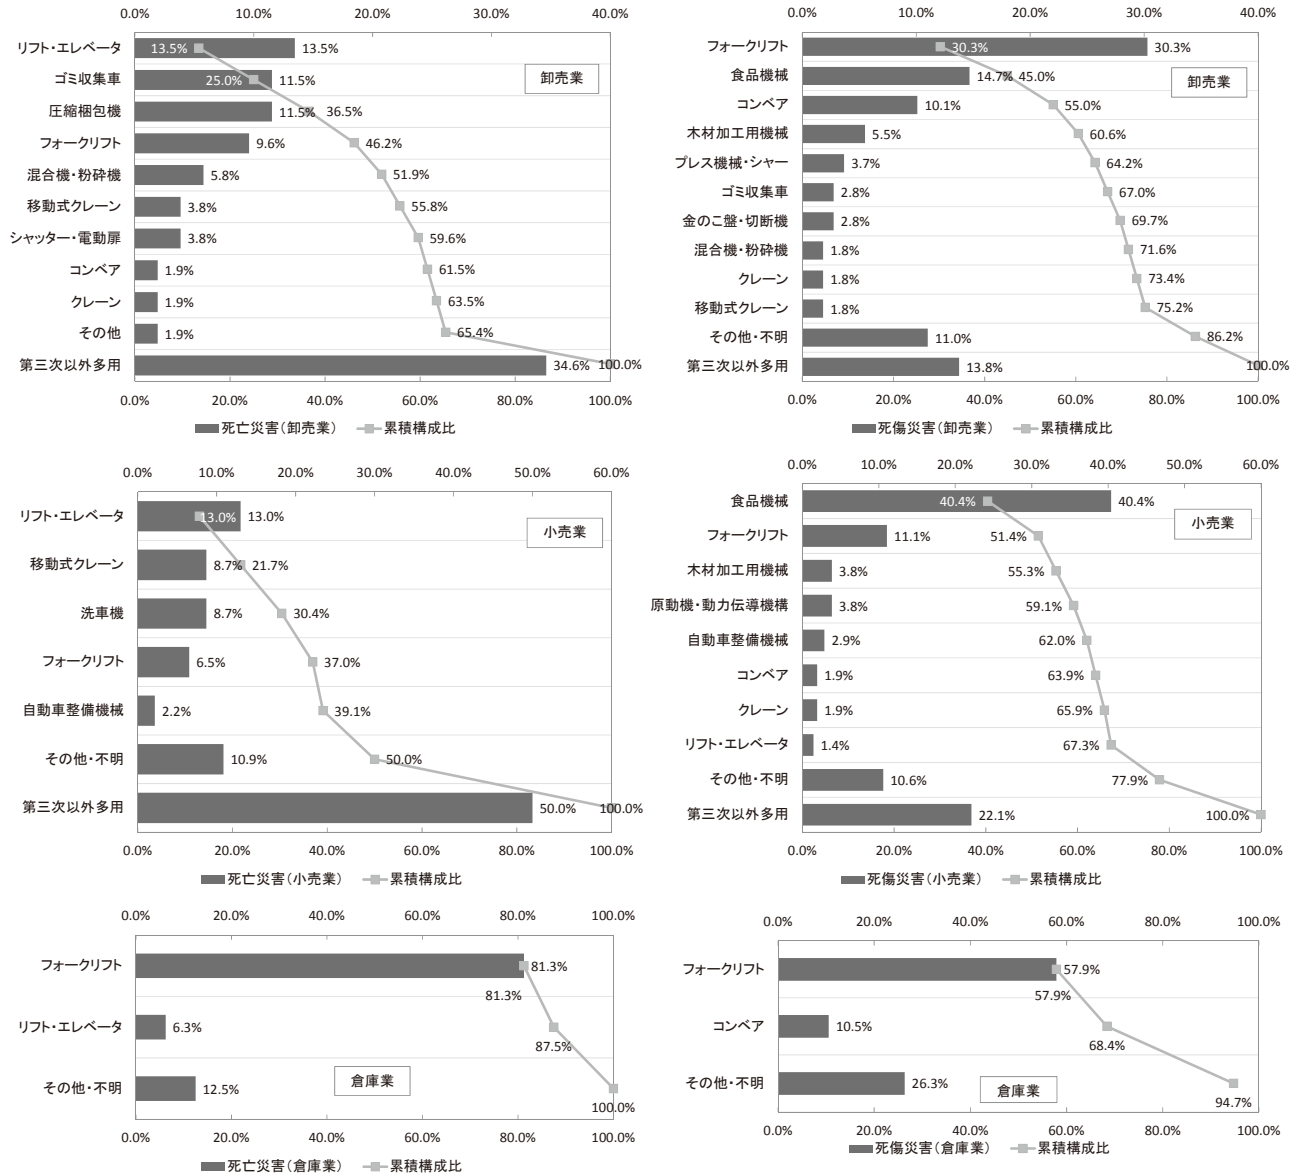 0.0% 10.0% 20.0% 30.0% 40.0%
リフト・エレベータ 13.5% 13.5%
ゴミ収集車 25.0% 11.5%
圧縮梱包機 11.5% 36.5%
フォークリフト 9.6% 46.2%
混合機・粉砕機 5.8% 51.9%
移動式クレーン 3.8% 55.8%
シャッター・電動扉 3.8% 59.6%
コンベア 1.9% 61.5%
クレーン 1.9% 63.5%
その他 1.9% 65.4%
第三次以外多用 34.6% 100.0%
卸売業
0.0% 20.0% 40.0% 60.0% 80.0% 100.0%
死亡災害(卸売業) 累積構成比
0.0% 10.0% 20.0% 30.0% 40.0%
フォークリフト 30.3% 30.3%
食品機械 14.7% 45.0%
コンベア 10.1% 55.0%
木材加工用機械 5.5% 60.6%
プレス機械・シャー 3.7% 64.2%
ゴミ収集車 2.8% 67.0%
金のこ盤・切断機 2.8% 69.7%
混合機・粉砕機 1.8% 71.6%
クレーン 1.8% 73.4%
移動式クレーン 1.8% 75.2%
その他・不明 11.0% 86.2%
第三次以外多用 13.8% 100.0%
卸売業
0.0% 20.0% 40.0% 60.0% 80.0% 100.0%
死傷災害(卸売業) 累積構成比
0.0% 10.0% 20.0% 30.0% 40.0% 50.0% 60.0%
リフト・エレベータ 13.0% 13.0%
移動式クレーン 8.7% 21.7%
洗車機 8.7% 30.4%
フォークリフト 6.5% 37.0%
自動車整備機械 2.2% 39.1%
その他・不明 10.9% 50.0%
第三次以外多用 50.0% 100.0%
小売業
0.0% 20.0% 40.0% 60.0% 80.0% 100.0%
死亡災害(小売業) 累積構成比
0.0% 10.0% 20.0% 30.0% 40.0% 50.0% 60.0%
食品機械 40.4% 40.4%
フォークリフト 11.1% 51.4%
木材加工用機械 3.8% 55.3%
原動機・動力伝導機構 3.8% 59.1%
自動車整備機械 2.9% 62.0%
コンベア 1.9% 63.9%
クレーン 1.9% 65.9%
リフト・エレベータ 1.4% 67.3%
その他・不明 10.6% 77.9%
第三次以外多用 22.1% 100.0%
小売業
0.0% 20.0% 40.0% 60.0% 80.0% 100.0%
死傷災害(小売業) 累積構成比
0.0% 20.0% 40.0% 60.0% 80.0% 100.0%
フォークリフト 81.3%
81.3%
リフト・エレベータ 6.3%
87.5%
その他・不明 12.5%
100.0%
倉庫業
0.0% 20.0% 40.0% 60.0% 80.0% 100.0%
死亡災害(倉庫業) 累積構成比
0.0% 20.0% 40.0% 60.0% 80.0% 100.0%
フォークリフト 57.9%
57.9%
コンベア 10.5%
68.4%
その他・不明 26.3%
94.7%
倉庫業
0.0% 20.0% 40.0% 60.0% 80.0% 100.0%
死傷災害(倉庫業) 累積構成比